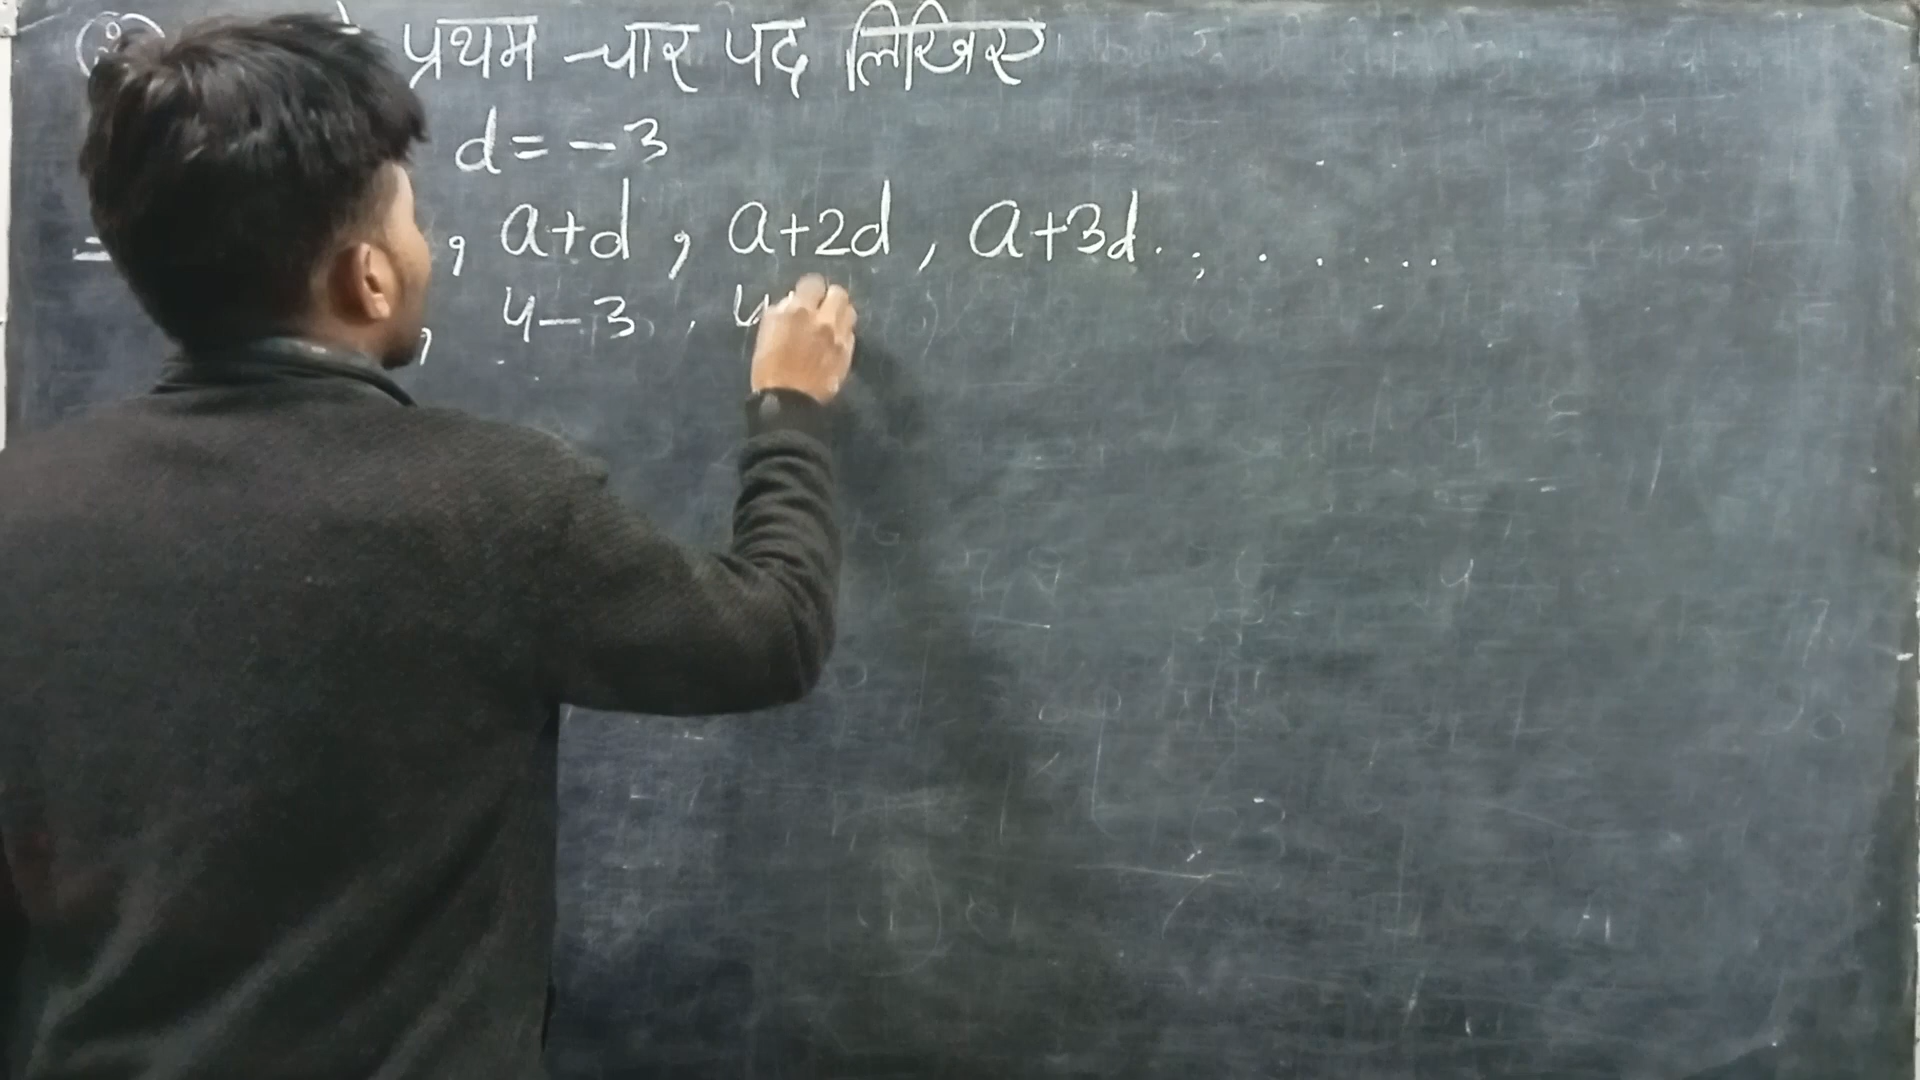 प्रथम चार पद लिखिए
d = -3
= , a+d , a+2d , a+3d . , . . . . . .
, 4-3 , 4